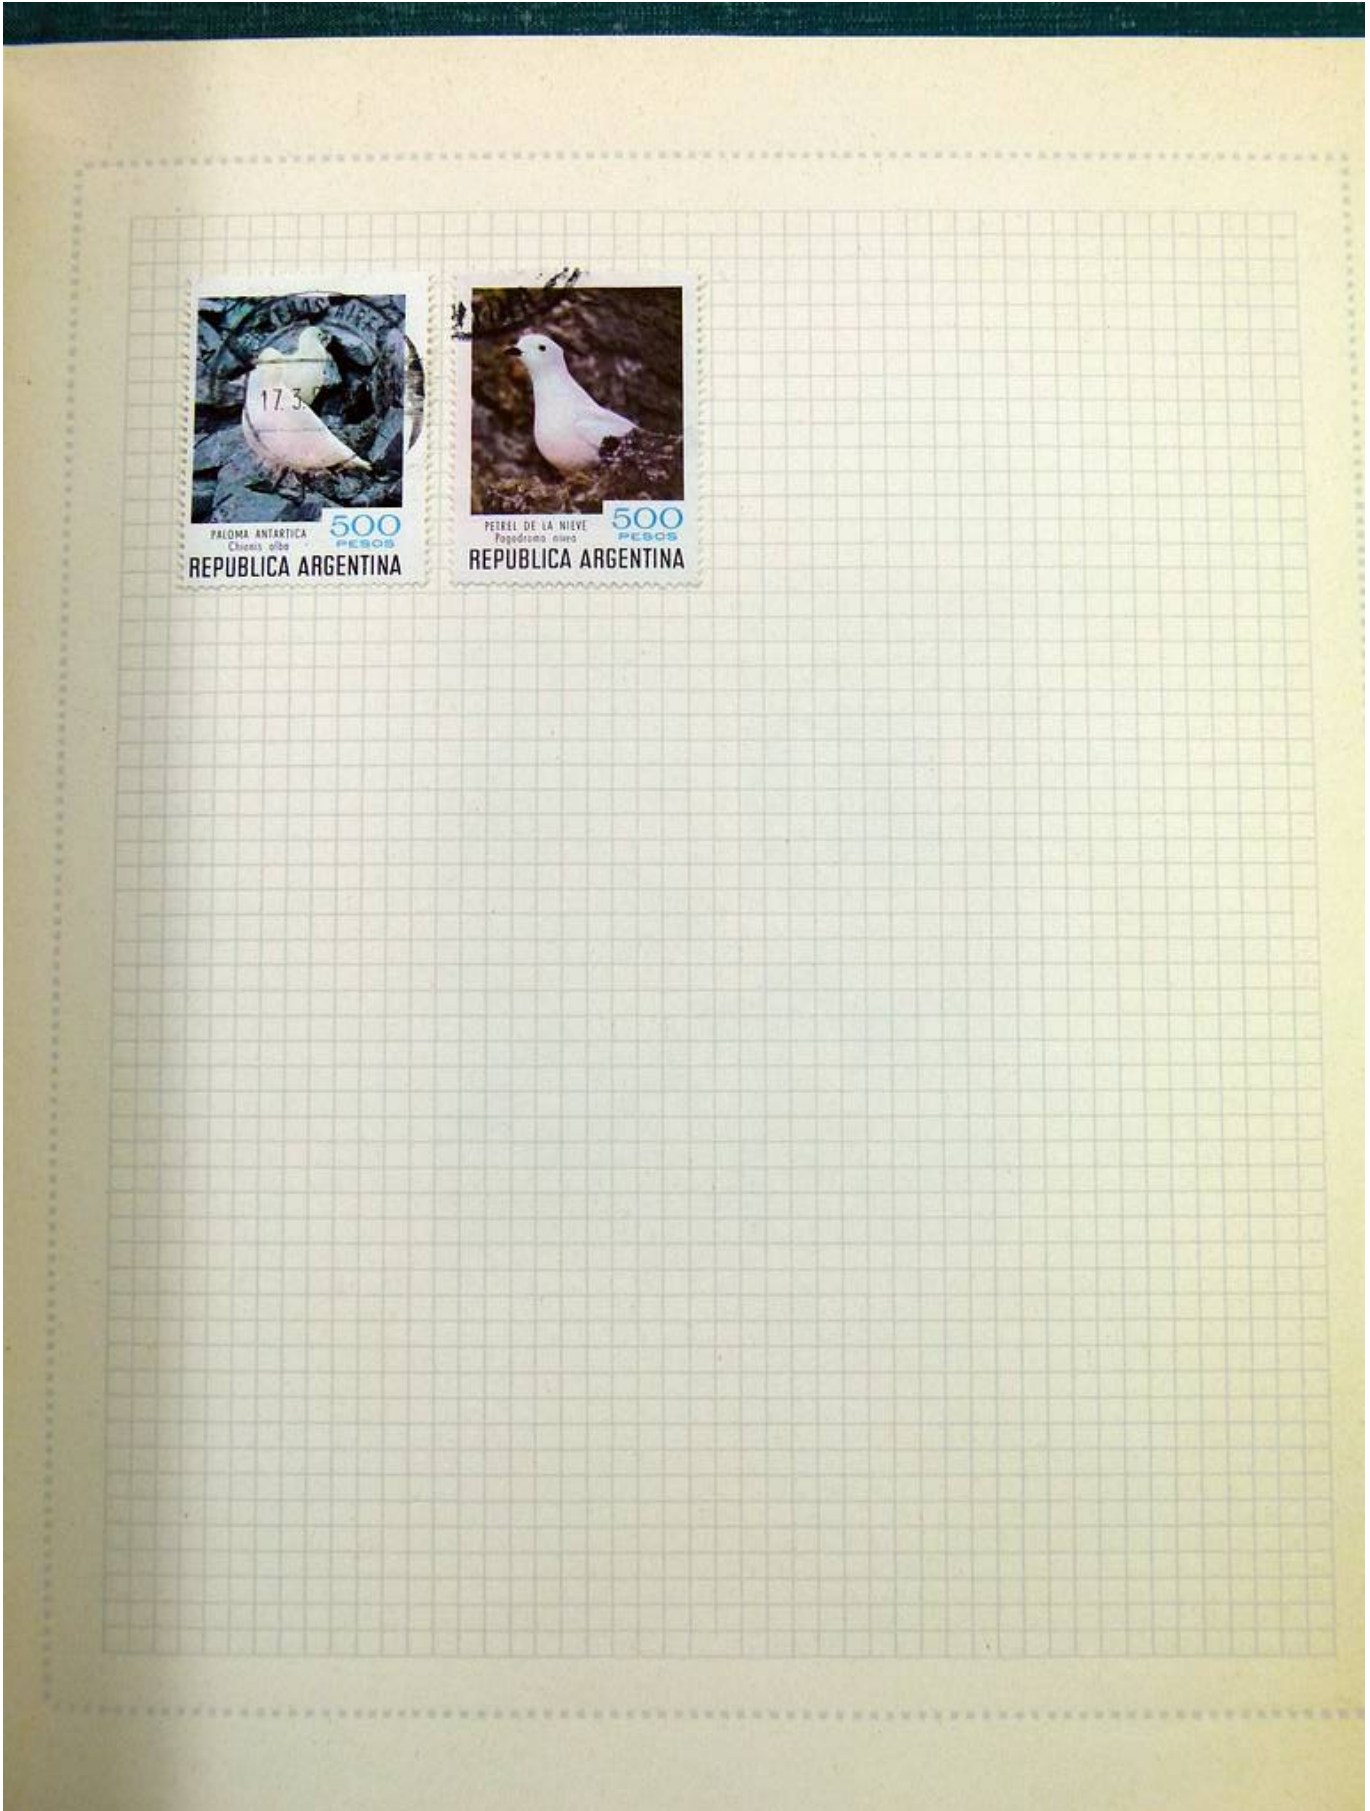 17. 3.
PALOMA ANTARTICA
Chionis alba
500
PESOS
REPUBLICA ARGENTINA
PETREL DE LA NIEVE
Pagodroma nivea
500
PESOS
REPUBLICA ARGENTINA